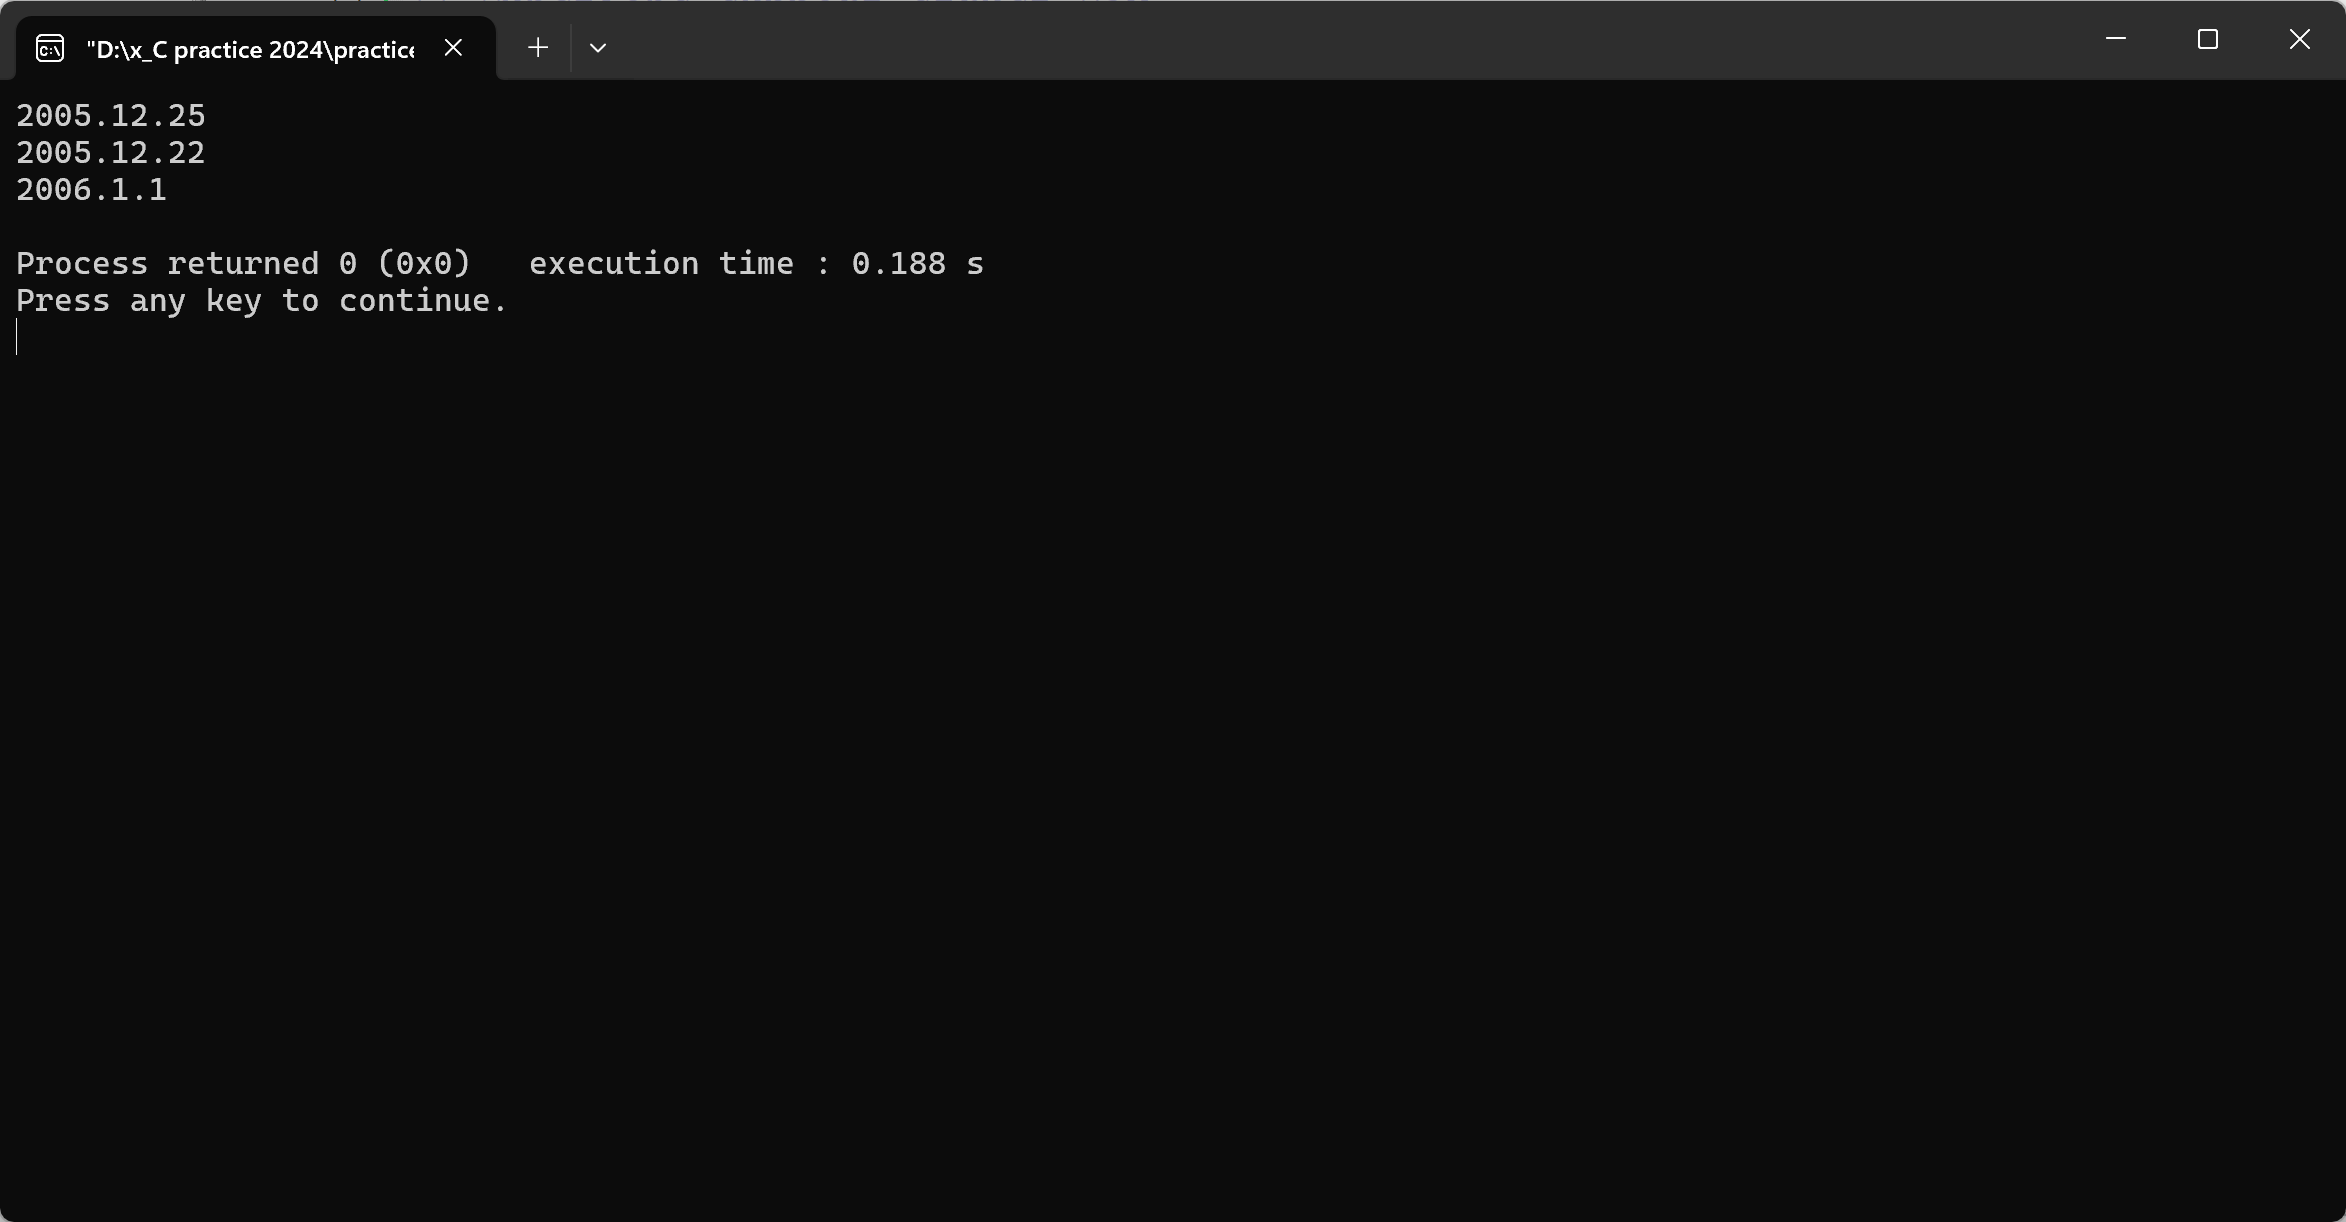 "D:\x_C practice 2024\practice
2005.12.25
2005.12.22
2006.1.1
Process returned 0 (0x0)   execution time : 0.188 s
Press any key to continue.